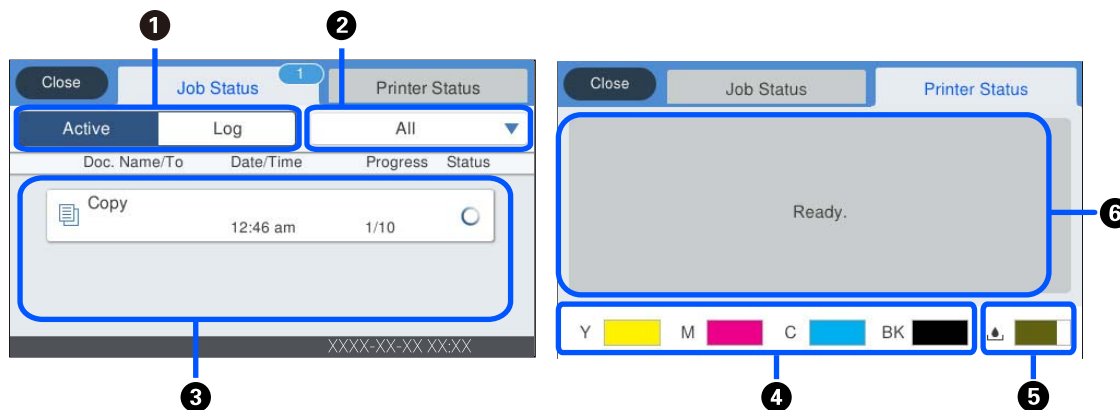 1
2
Close
Job Status
1
Printer Status
Active
Log
All
Doc. Name/To
Date/Time
Progress
Status
Copy
12:46 am
1/10
XXXX-XX-XX XX:XX
3
Close
Job Status
Printer Status
Ready.
6
Y
M
C
BK
4
5